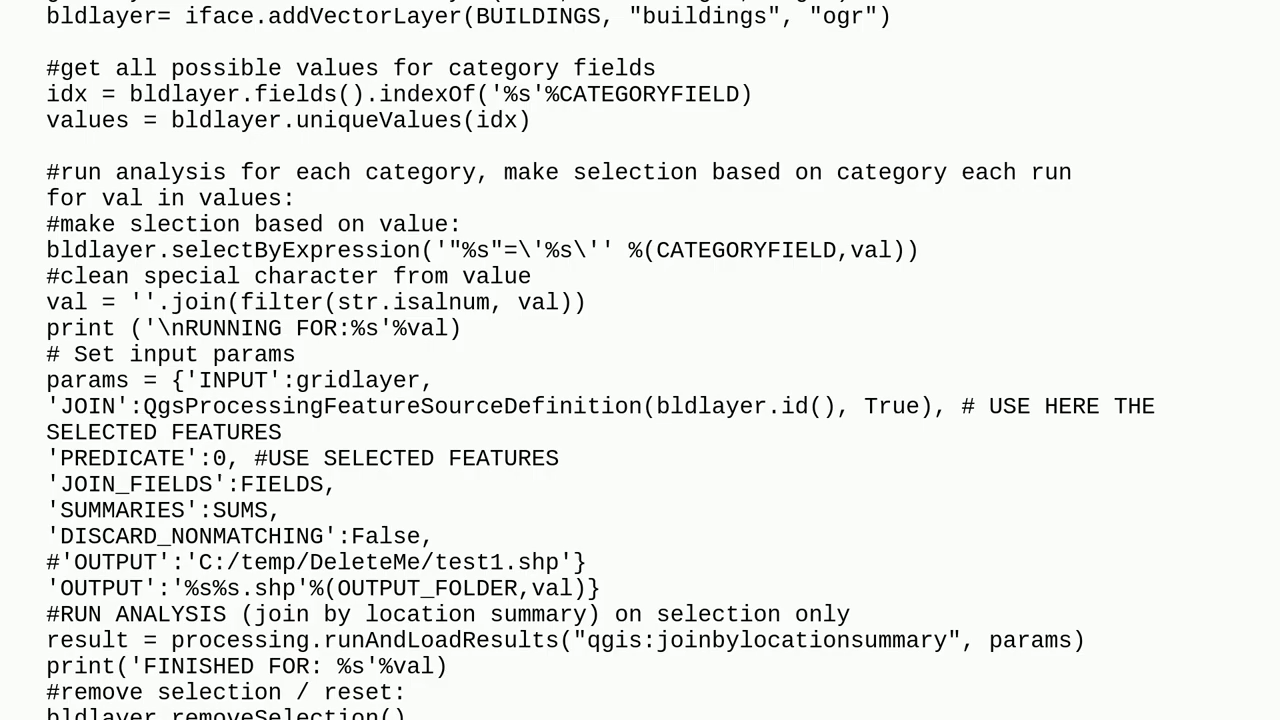 bldlayer= iface.addVectorLayer(BUILDINGS, "buildings", "ogr")
#get all possible values for category fields
idx = bldlayer.fields().indexOf('%s'%CATEGORYFIELD)
values = bldlayer.uniqueValues(idx)
#run analysis for each category, make selection based on category each run
for val in values:
#make slection based on value:
bldlayer.selectByExpression('"%s"=\'%s\'' %(CATEGORYFIELD,val))
#clean special character from value
val = ''.join(filter(str.isalnum, val))
print ('\nRUNNING FOR:%s'%val)
# Set input params
params = {'INPUT':gridlayer,
'JOIN':QgsProcessingFeatureSourceDefinition(bldlayer.id(), True), # USE HERE THE
SELECTED FEATURES
'PREDICATE':0, #USE SELECTED FEATURES
'JOIN_FIELDS':FIELDS,
'SUMMARIES':SUMS,
'DISCARD_NONMATCHING':False,
#'OUTPUT':'C:/temp/DeleteMe/test1.shp'}
'OUTPUT':'%s%s.shp'%(OUTPUT_FOLDER,val)}
#RUN ANALYSIS (join by location summary) on selection only
result = processing.runAndLoadResults("qgis:joinbylocationsummary", params)
print('FINISHED FOR: %s'%val)
#remove selection / reset:
bldlayer.removeSelection()